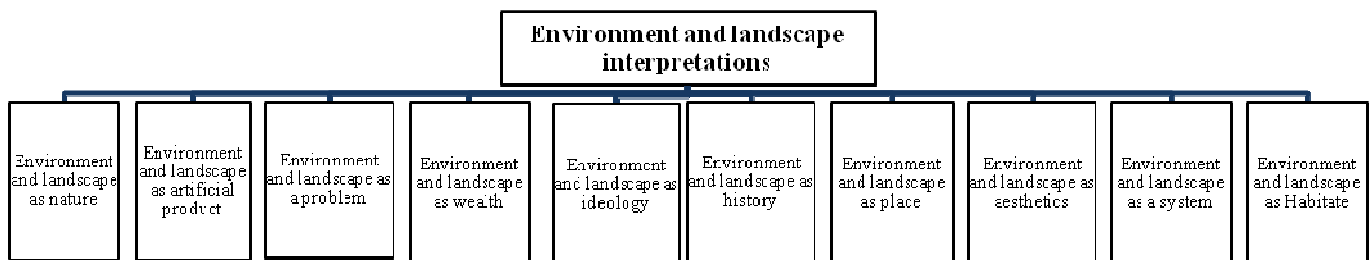 Environment and landscape
interpretations
Environment
and landscape
as nature
Environment
and landscape
as artificial
product
Environment
and landscape as
a problem
Environment
and landscape
as wealth
Environment
and landscape as
ideology
Environment
and landscape as
history
Environment
and landscape
as place
Environment
and landscape as
aesthetics
Environment
and landscape
as a system
Environment
and landscape
as Habitate